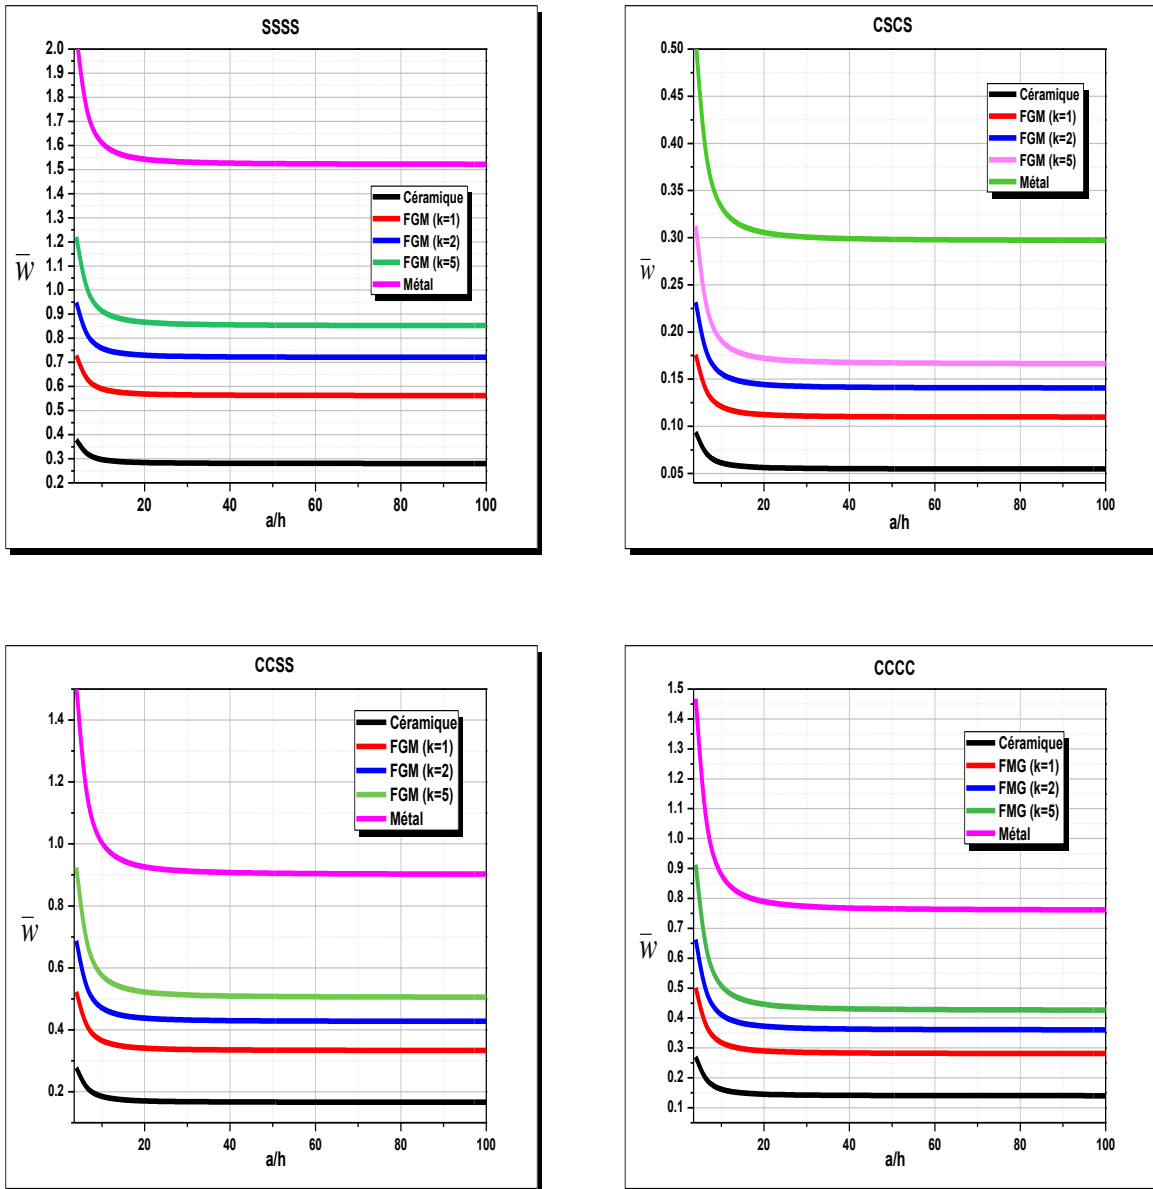 SSSS
2.0
1.9
1.8
1.7
1.6
1.5
1.4
1.3
1.2
1.1
1.0
0.9
0.8
0.7
0.6
0.5
0.4
0.3
0.2
w̅
Céramique
FGM (k=1)
FGM (k=2)
FGM (k=5)
Métal
20 40 60 80 100
a/h
CSCS
0.50
0.45
0.40
0.35
0.30
0.25
0.20
0.15
0.10
0.05
w̅
Céramique
FGM (k=1)
FGM (k=2)
FGM (k=5)
Métal
20 40 60 80 100
a/h
CCSS
1.4
1.2
1.0
0.8
0.6
0.4
0.2
w̅
Céramique
FGM (k=1)
FGM (k=2)
FGM (k=5)
Métal
20 40 60 80 100
a/h
CCCC
1.5
1.4
1.3
1.2
1.1
1.0
0.9
0.8
0.7
0.6
0.5
0.4
0.3
0.2
0.1
w̅
Céramique
FMG (k=1)
FMG (k=2)
FMG (k=5)
Métal
20 40 60 80 100
a/h